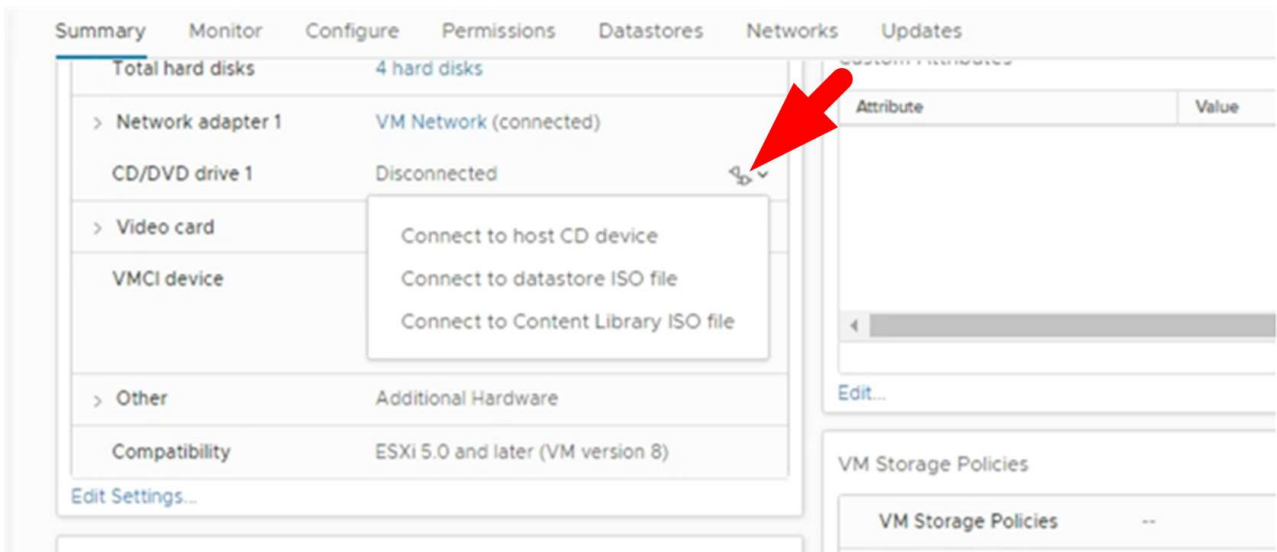 Summary Monitor Configure Permissions Datastores Networks Updates
Total hard disks 4 hard disks
Custom Attributes
Attribute Value
> Network adapter 1 VM Network (connected)
CD/DVD drive 1 Disconnected
> Video card
Connect to host CD device
VMCI device
Connect to datastore ISO file
Connect to Content Library ISO file
> Other Additional Hardware
Edit...
Compatibility ESXi 5.0 and later (VM version 8)
VM Storage Policies
Edit Settings...
VM Storage Policies --